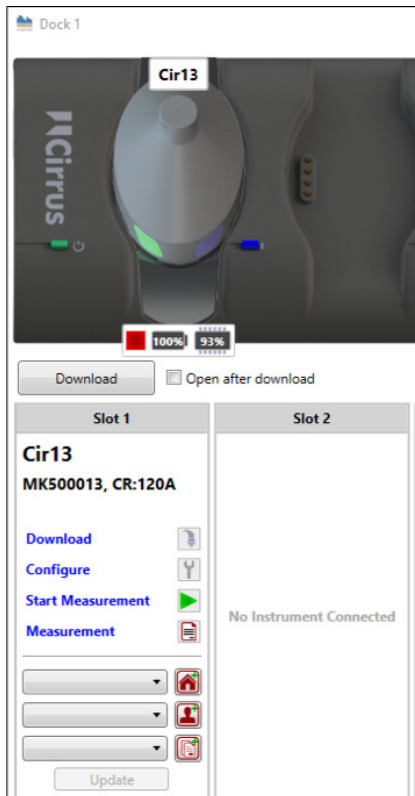 Dock 1
Cir13
Cirrus
100% 93%
Download Open after download
Slot 1 Slot 2
Cir13
MK500013, CR:120A
Download
Configure
Start Measurement
Measurement
No Instrument Connected
Update